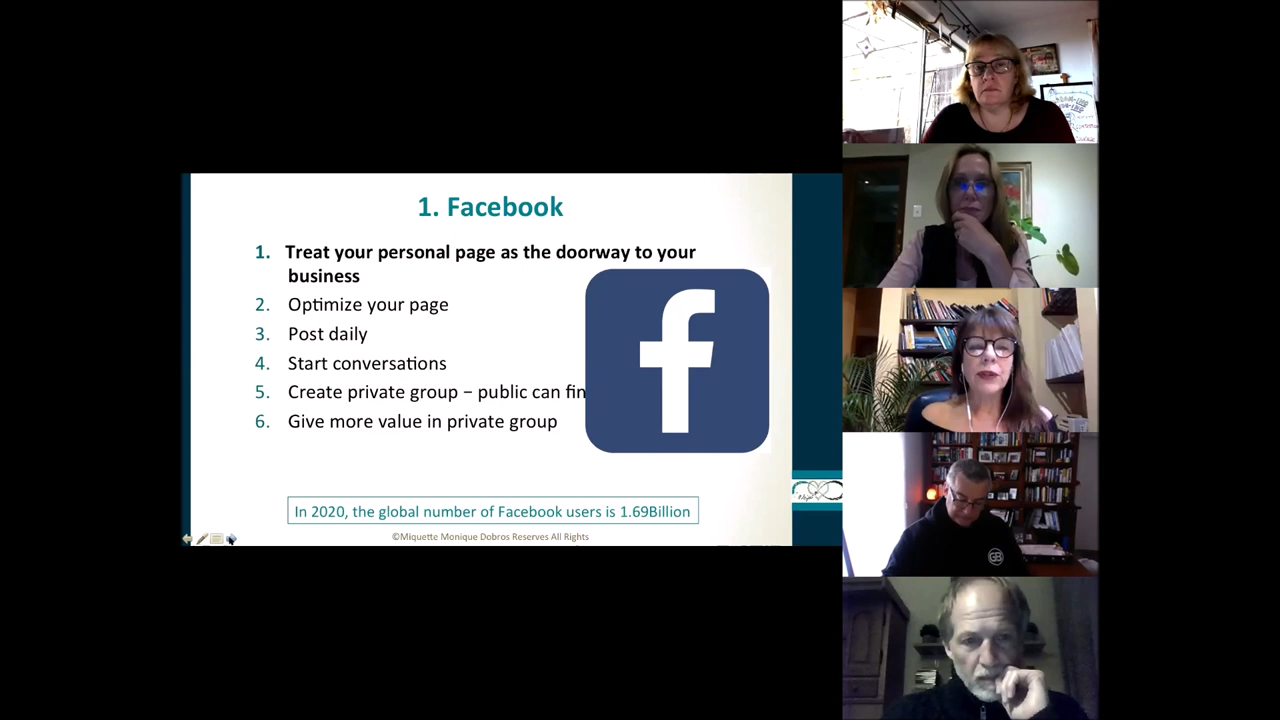 1. Facebook
1. Treat your personal page as the doorway to your
business
2. Optimize your page
3. Post daily
4. Start conversations
5. Create private group – public can fin
6. Give more value in private group
In 2020, the global number of Facebook users is 1.69Billion
©Miquette Monique Dobros Reserves All Rights
GB